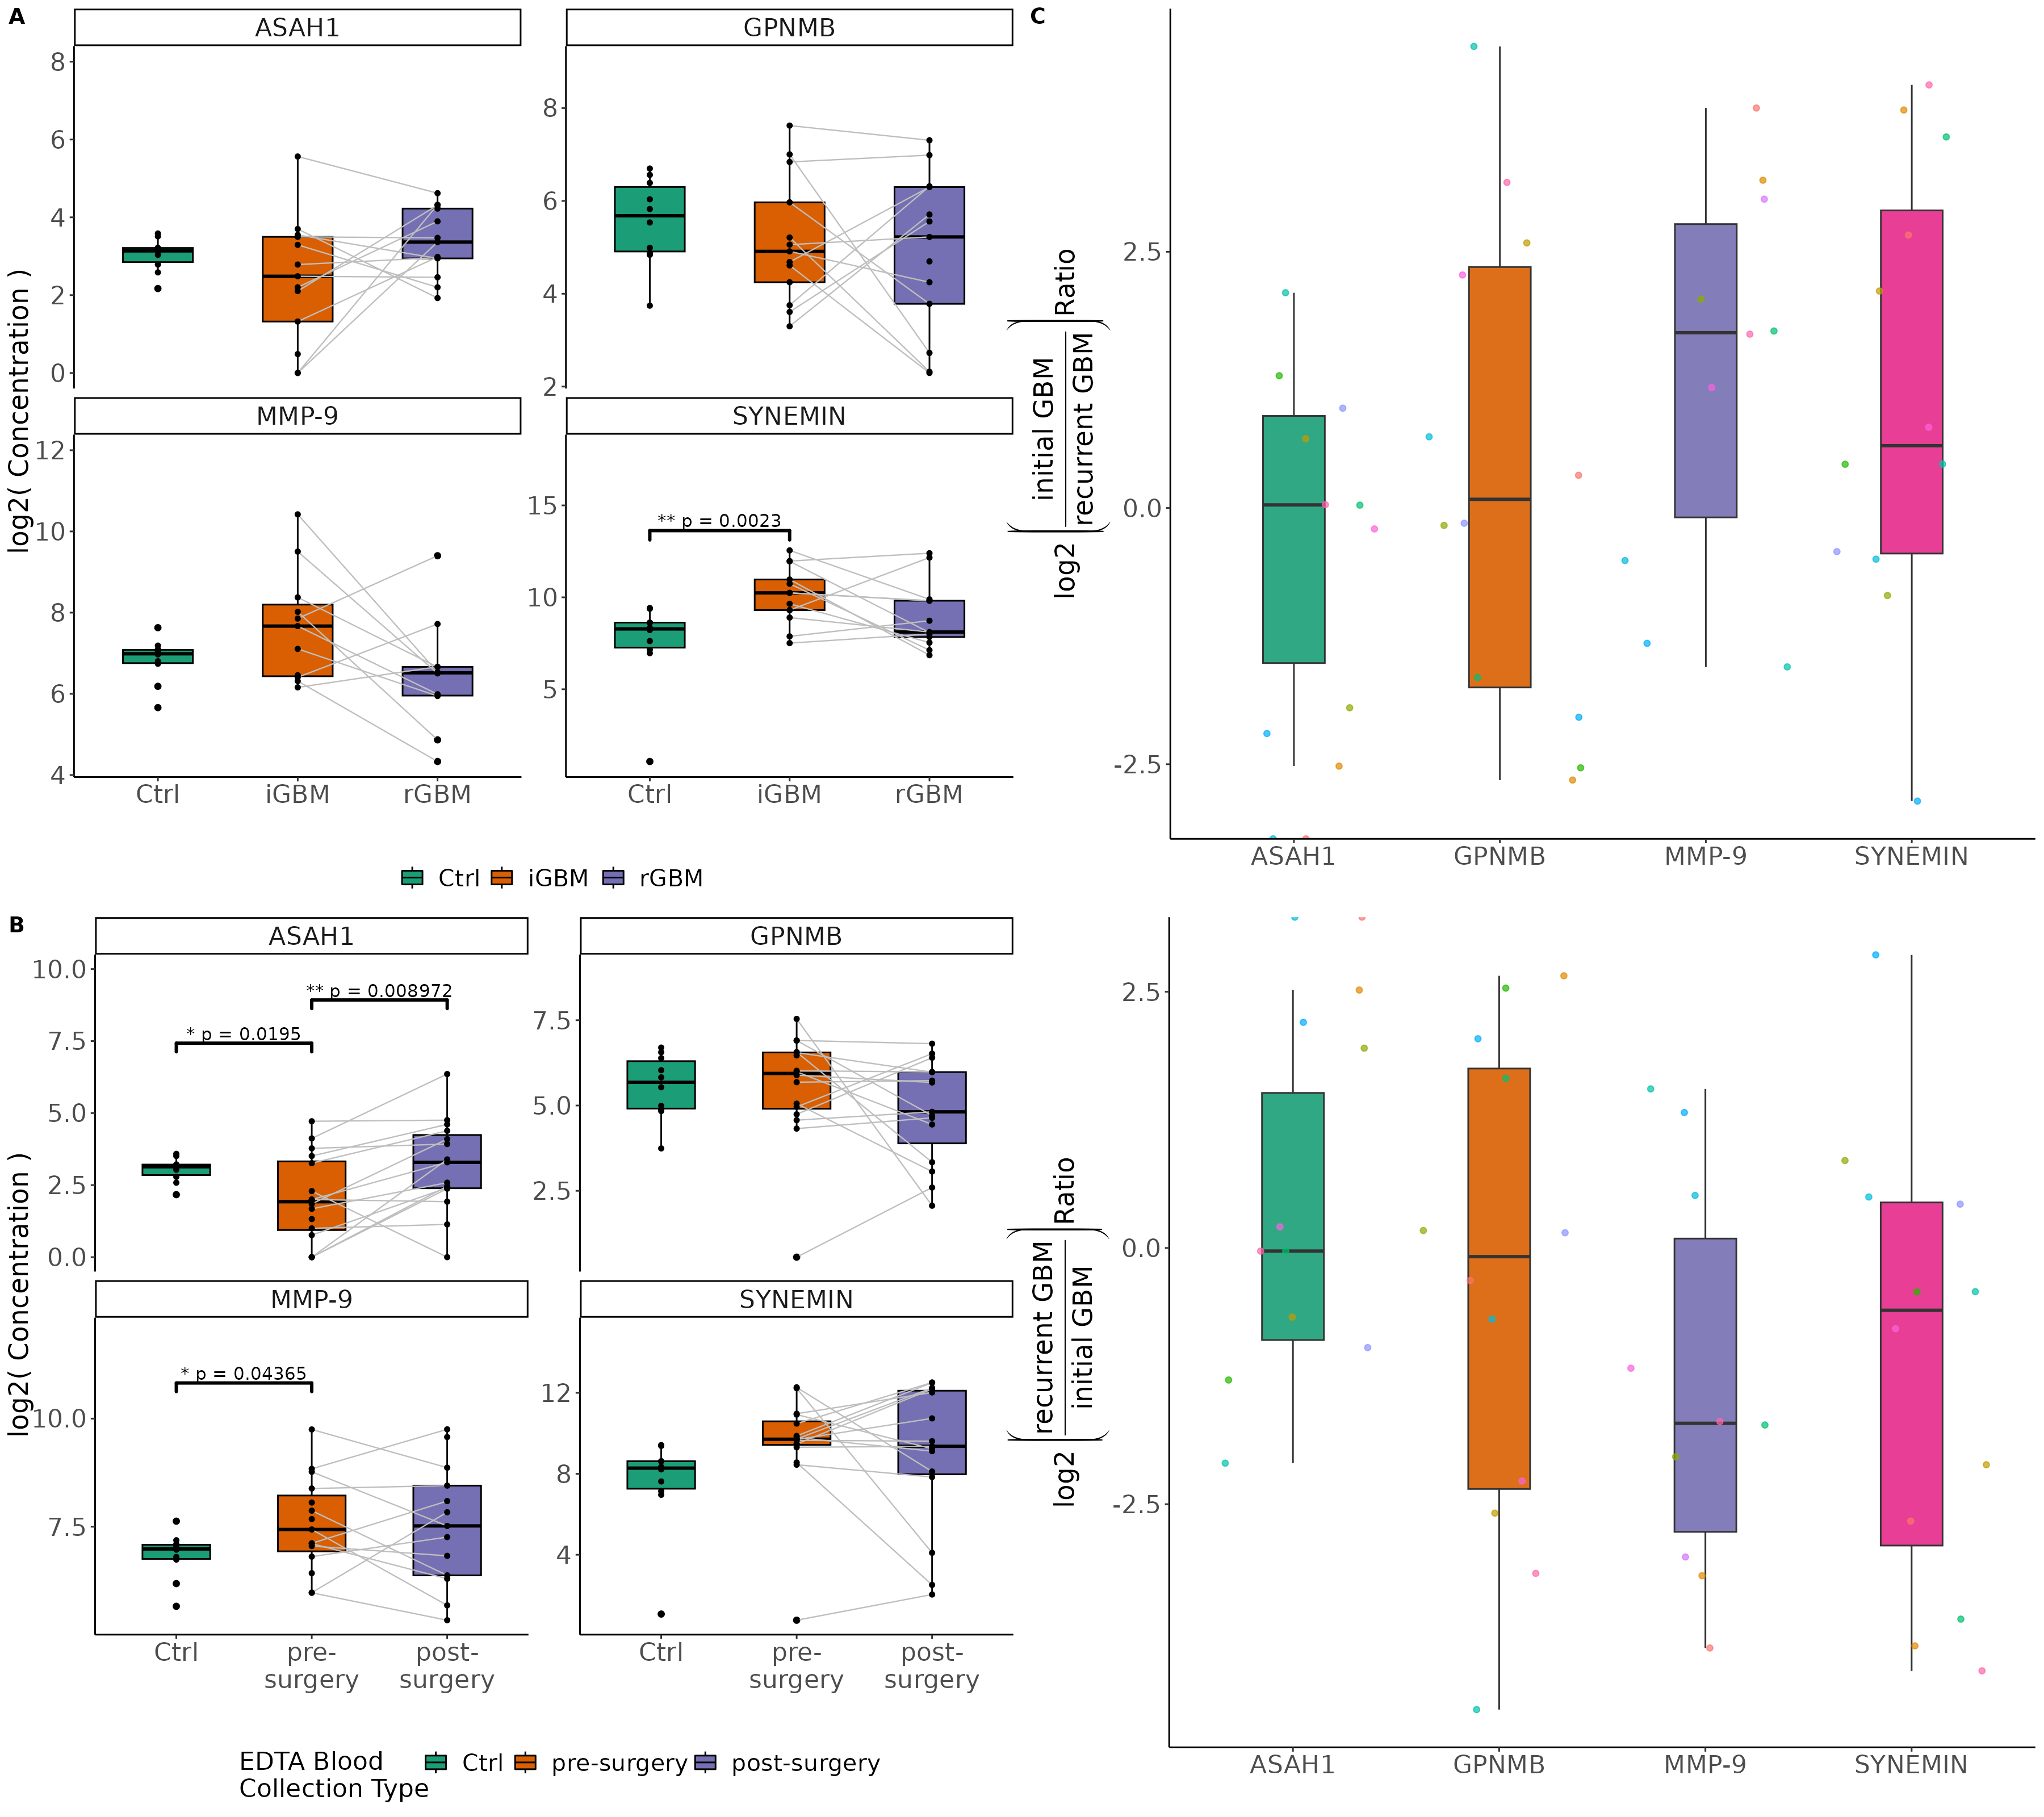 A
ASAH1
GPNMB
8
6
4
2
0
8
6
4
2
MMP-9
SYNEMIN
12
10
8
6
4
15
10
5
** p = 0.0023
log2( Concentration )
Ctrl
iGBM
rGBM
Ctrl
iGBM
rGBM
Ctrl
iGBM
rGBM
B
ASAH1
GPNMB
10.0
7.5
5.0
2.5
0.0
** p = 0.008972
* p = 0.0195
7.5
5.0
2.5
MMP-9
SYNEMIN
10.0
7.5
* p = 0.04365
12
8
4
log2( Concentration )
Ctrl
pre-
surgery
post-
surgery
Ctrl
pre-
surgery
post-
surgery
EDTA Blood
Collection Type
Ctrl
pre-surgery
post-surgery
C
log2
initial GBM
recurrent GBM
Ratio
2.5
0.0
-2.5
ASAH1
GPNMB
MMP-9
SYNEMIN
log2
recurrent GBM
initial GBM
Ratio
2.5
0.0
-2.5
ASAH1
GPNMB
MMP-9
SYNEMIN